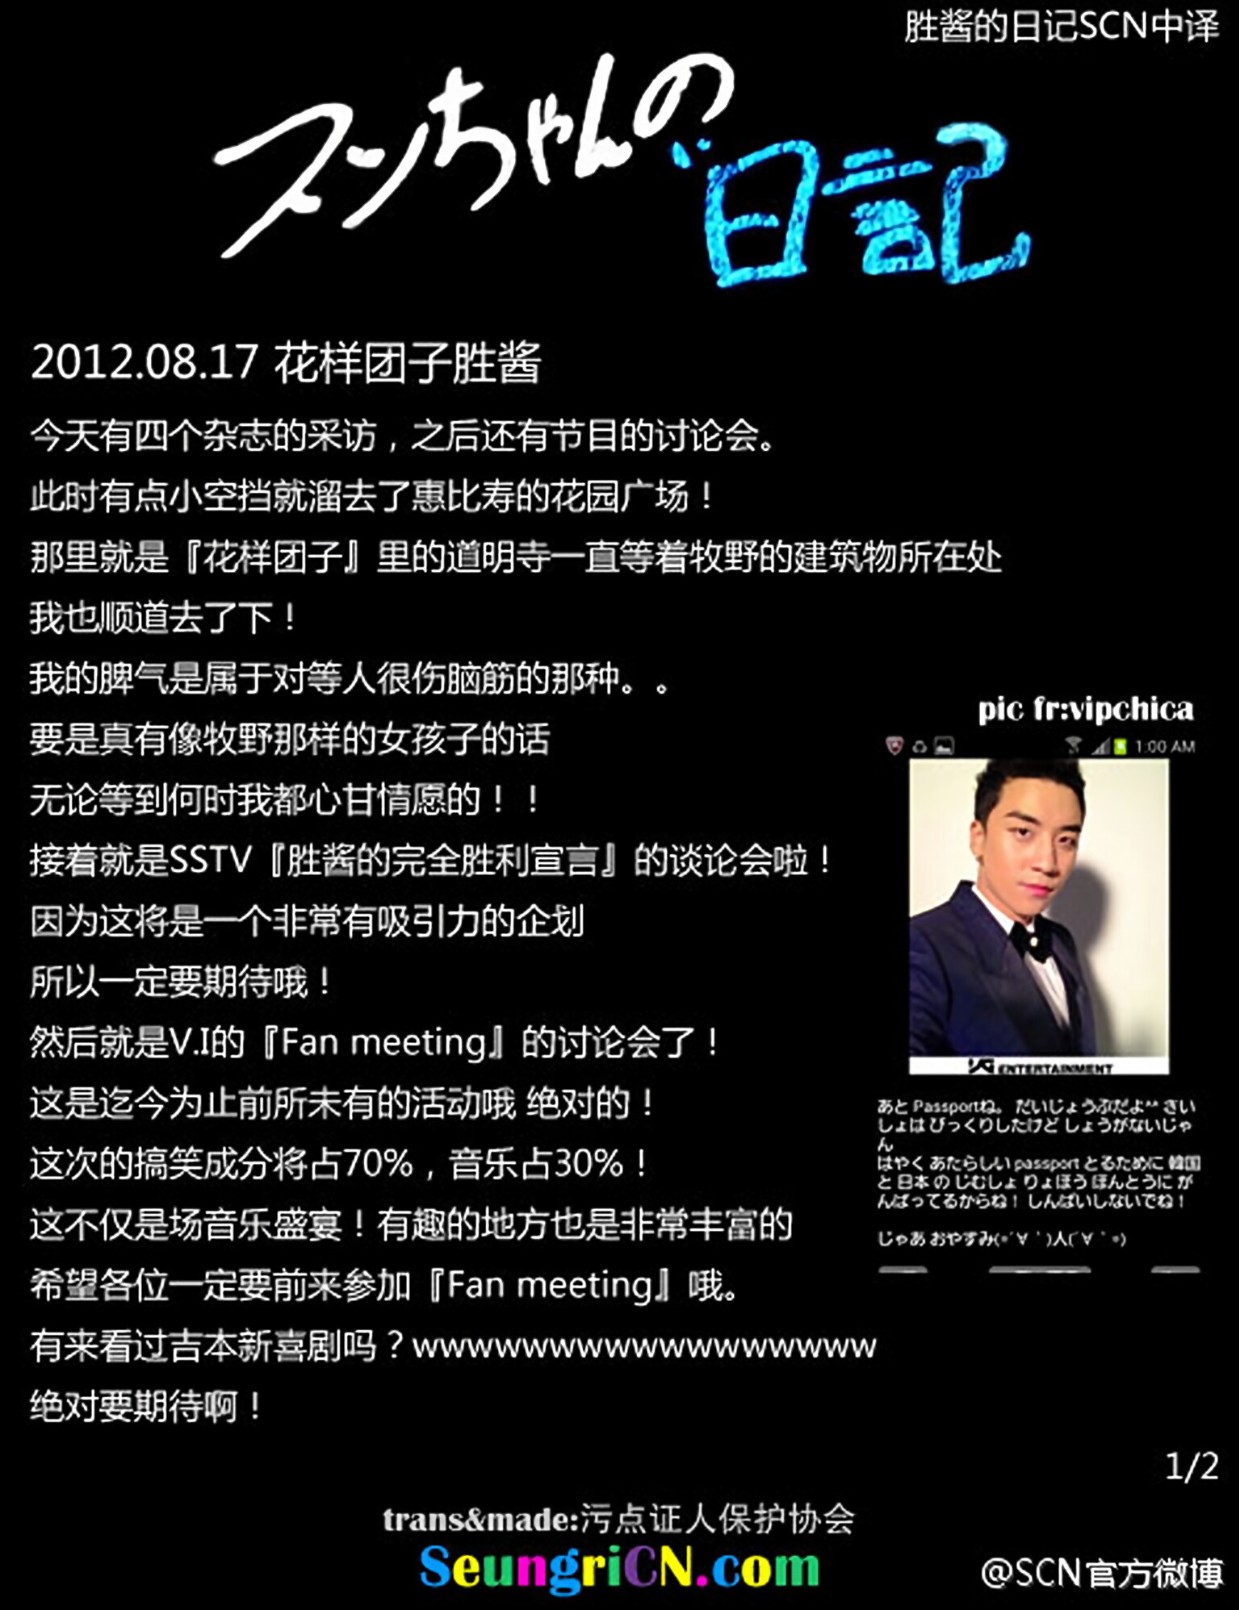 胜酱的日记SCN中译
スンちゃんの
日記
2012.08.17 花样团子胜酱
今天有四个杂志的采访，之后还有节目的讨论会。
此时有点小空挡就溜去了惠比寿的花园广场！
那里就是『花样团子』里的道明寺一直等着牧野的建筑物所在处
我也顺道去了下！
我的脾气是属于对等人很伤脑筋的那种。。
要是真有像牧野那样的女孩子的话
无论等到何时我都心甘情愿的！！
接着就是SSTV『胜酱的完全胜利宣言』的谈论会啦！
因为这将是一个非常有吸引力的企划
所以一定要期待哦！
然后就是V.I的『Fan meeting』的讨论会了！
这是迄今为止前所未有的活动哦 绝对的！
这次的搞笑成分将占70%，音乐占30%！
这不仅是场音乐盛宴！有趣的地方也是非常丰富的
希望各位一定要前来参加『Fan meeting』哦。
有来看过吉本新喜剧吗？wwwwwwwwwwwwwwwww
绝对要期待啊！
pic fr:vipchica
1:00 AM
YG ENTERTAINMENT
あと Passportね。 だいじょうぶだよ^^ さい
しょは びっくりしたけど しょうがないじゃ
ん
はやく あたらしい passport とるために 韓国
と 日本 の じむしょ りょほう ほんとうに が
んばってるからね！ しんぱいしないでね！
じゃあ おやすみ(*´∀｀)人(´∀｀*)
1/2
trans&made:污点证人保护协会
SeungriCN.com
@SCN官方微博